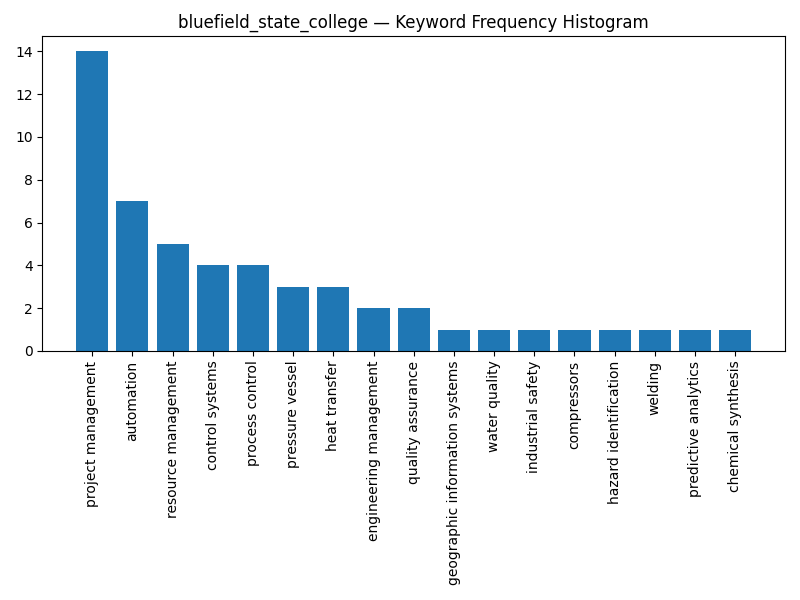 bluefield_state_college — Keyword Frequency Histogram
14
12
10
8
6
4
2
0
project management
automation
resource management
control systems
process control
pressure vessel
heat transfer
engineering management
quality assurance
geographic information systems
water quality
industrial safety
compressors
hazard identification
welding
predictive analytics
chemical synthesis